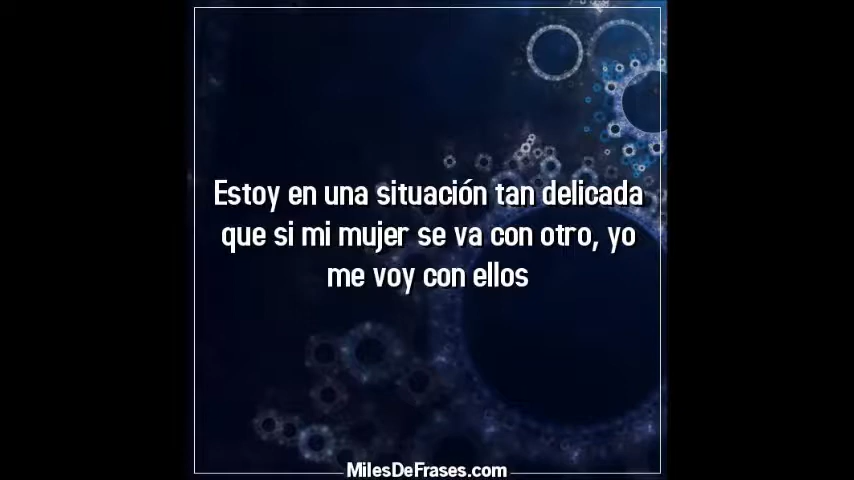 Estoy en una situación tan delicada
que si mi mujer se va con otro, yo
me voy con ellos
MilesDeFrases.com